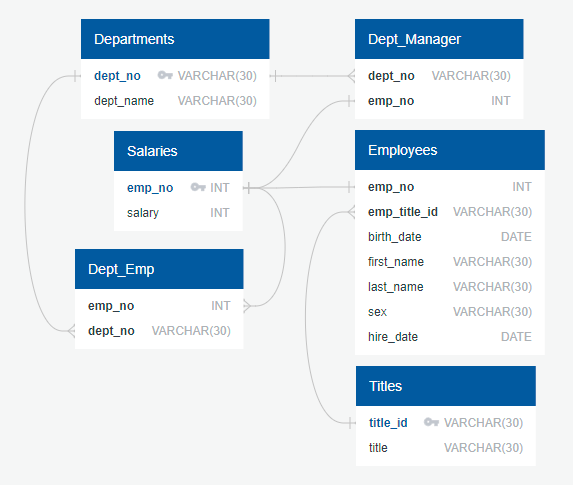 Departments
dept_no VARCHAR(30)
dept_name VARCHAR(30)
Dept_Manager
dept_no VARCHAR(30)
emp_no INT
Salaries
emp_no INT
salary INT
Employees
emp_no INT
emp_title_id VARCHAR(30)
birth_date DATE
first_name VARCHAR(30)
last_name VARCHAR(30)
sex VARCHAR(30)
hire_date DATE
Dept_Emp
emp_no INT
dept_no VARCHAR(30)
Titles
title_id VARCHAR(30)
title VARCHAR(30)